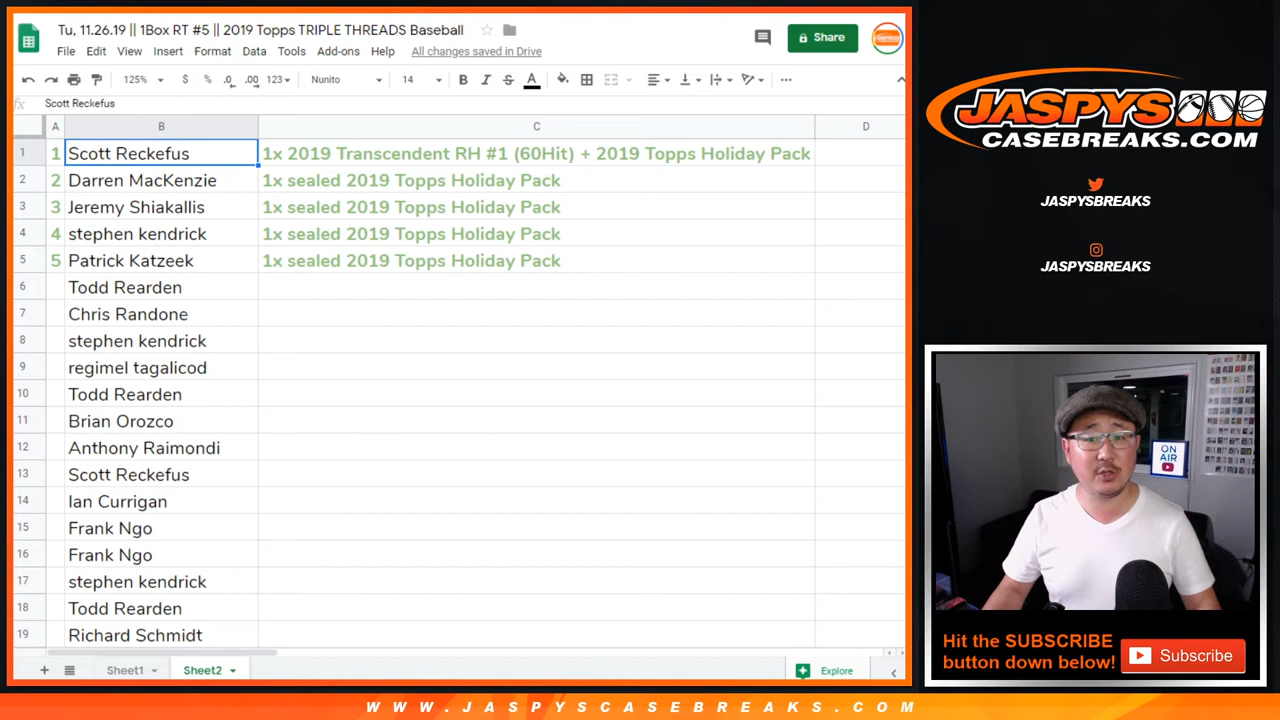 Tu, 11.26.19 || 1Box RT #5 || 2019 Topps TRIPLE THREADS Baseball
File Edit View Insert Format Data Tools Add-ons Help All changes saved in Drive
Share
125% $ % .0 .00 123 Nunito 14 B I S A
fx Scott Reckefus
A B C D
1 1 Scott Reckefus 1x 2019 Transcendent RH #1 (60Hit) + 2019 Topps Holiday Pack
2 2 Darren MacKenzie 1x sealed 2019 Topps Holiday Pack
3 3 Jeremy Shiakallis 1x sealed 2019 Topps Holiday Pack
4 4 stephen kendrick 1x sealed 2019 Topps Holiday Pack
5 5 Patrick Katzeek 1x sealed 2019 Topps Holiday Pack
6 Todd Rearden
7 Chris Randone
8 stephen kendrick
9 regimel tagalicod
10 Todd Rearden
11 Brian Orozco
12 Anthony Raimondi
13 Scott Reckefus
14 Ian Currigan
15 Frank Ngo
16 Frank Ngo
17 stephen kendrick
18 Todd Rearden
19 Richard Schmidt
Sheet1 Sheet2 Explore
JASPYS
CASEBREAKS.COM
JASPYSBREAKS
JASPYSBREAKS
ON
AIR
Hit the SUBSCRIBE
button down below!
Subscribe
WWW.JASPYSCASEBREAKS.COM